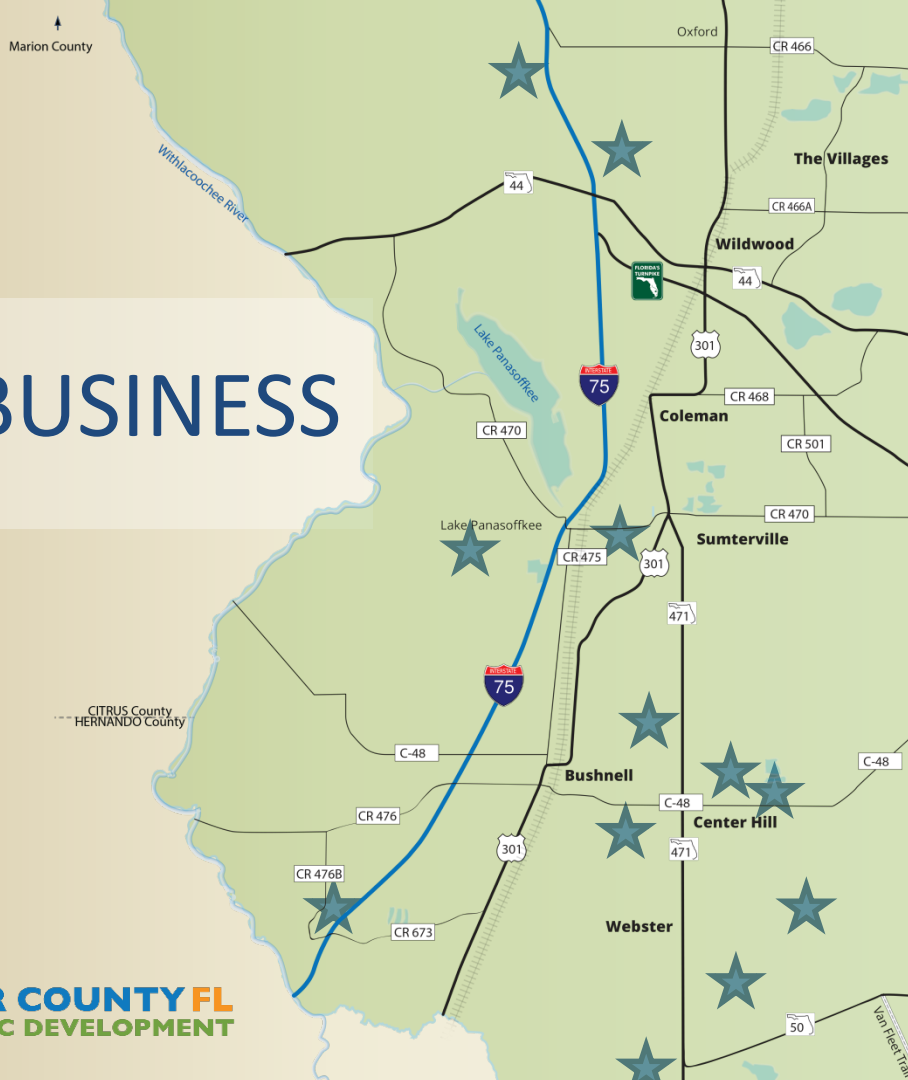 Marion County
Oxford
CR 466
Withlacoochee River
The Villages
44
CR 466A
Wildwood
FLORIDA'S
TURNPIKE
44
Lake Panasoffkee
301
INTERSTATE
75
BUSINESS
CR 468
Coleman
CR 470
CR 501
CR 470
Lake Panasoffkee
Sumterville
CR 475
301
471
INTERSTATE
75
CITRUS County
HERNANDO County
C-48
C-48
Bushnell
C-48
CR 476
Center Hill
301
471
CR 476B
Webster
CR 673
R COUNTY FL
C DEVELOPMENT
50
Van Fleet Trai